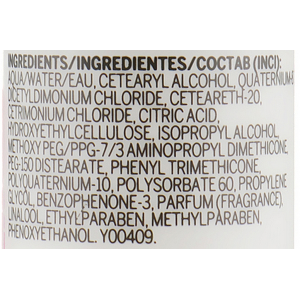 INGREDIENTS/INGREDIENTES/СОСТАВ (INCI):
AQUA/WATER/EAU, CETEARYL ALCOHOL, QUATERNIUM-
DICETYLDIMONIUM CHLORIDE, CETEARETH-20,
CETRIMONIUM CHLORIDE, CITRIC ACID,
HYDROXYETHYLCELLULOSE, ISOPROPYL ALCOHOL,
METHOXY PEG/PPG-7/3 AMINOPROPYL DIMETHICONE,
PEG-150 DISTEARATE, PHENYL TRIMETHICONE,
POLYQUATERNIUM-10, POLYSORBATE 60, PROPYLENE
GLYCOL, BENZOPHENONE-3, PARFUM (FRAGRANCE),
LINALOOL, ETHYLPARABEN, METHYLPARABEN,
PHENOXYETHANOL. Y00409.